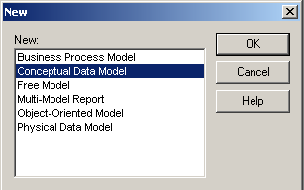 New
New:
Business Process Model
Conceptual Data Model
Free Model
Multi-Model Report
Object-Oriented Model
Physical Data Model
OK
Cancel
Help